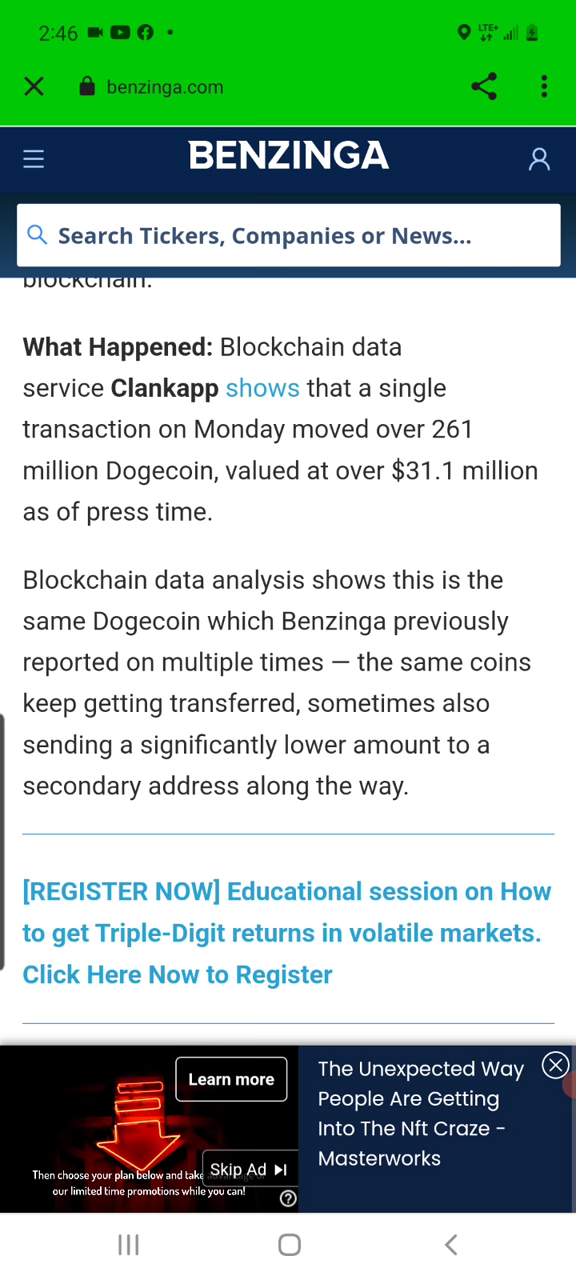 2:46
benzinga.com
BENZINGA
Search Tickers, Companies or News...
blockchain.
What Happened: Blockchain data
service Clankapp shows that a single
transaction on Monday moved over 261
million Dogecoin, valued at over $31.1 million
as of press time.
Blockchain data analysis shows this is the
same Dogecoin which Benzinga previously
reported on multiple times — the same coins
keep getting transferred, sometimes also
sending a significantly lower amount to a
secondary address along the way.
[REGISTER NOW] Educational session on How
to get Triple-Digit returns in volatile markets.
Click Here Now to Register
Learn more
Then choose your plan below and take advantage of
our limited time promotions while you can!
Skip Ad
The Unexpected Way
People Are Getting
Into The Nft Craze -
Masterworks
LTE+